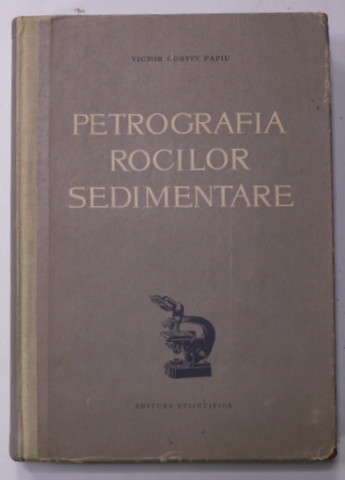 VICTOR CORVIN PAPIU
PETROGRAFIA
ROCILOR
SEDIMENTARE
EDITURA ȘTIINȚIFICĂ